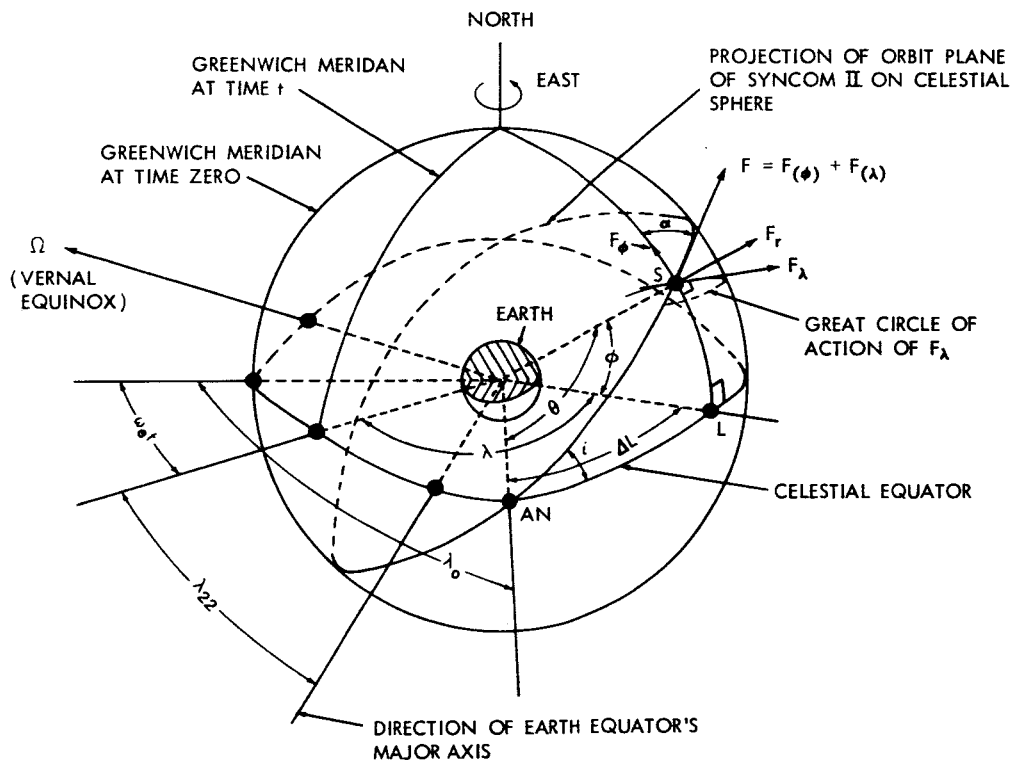 NORTH
GREENWICH MERIDAN
AT TIME t
EAST
PROJECTION OF ORBIT PLANE
OF SYNCOM II ON CELESTIAL
SPHERE
GREENWICH MERIDIAN
AT TIME ZERO
F = F(ϕ) + F(λ)
α
Fϕ
Fr
Fλ
S
Ω
(VERNAL
EQUINOX)
EARTH
GREAT CIRCLE OF
ACTION OF Fλ
ϕ
θ
λ
ΔL
i
L
ωet
CELESTIAL EQUATOR
AN
λo
λ22
DIRECTION OF EARTH EQUATOR'S
MAJOR AXIS